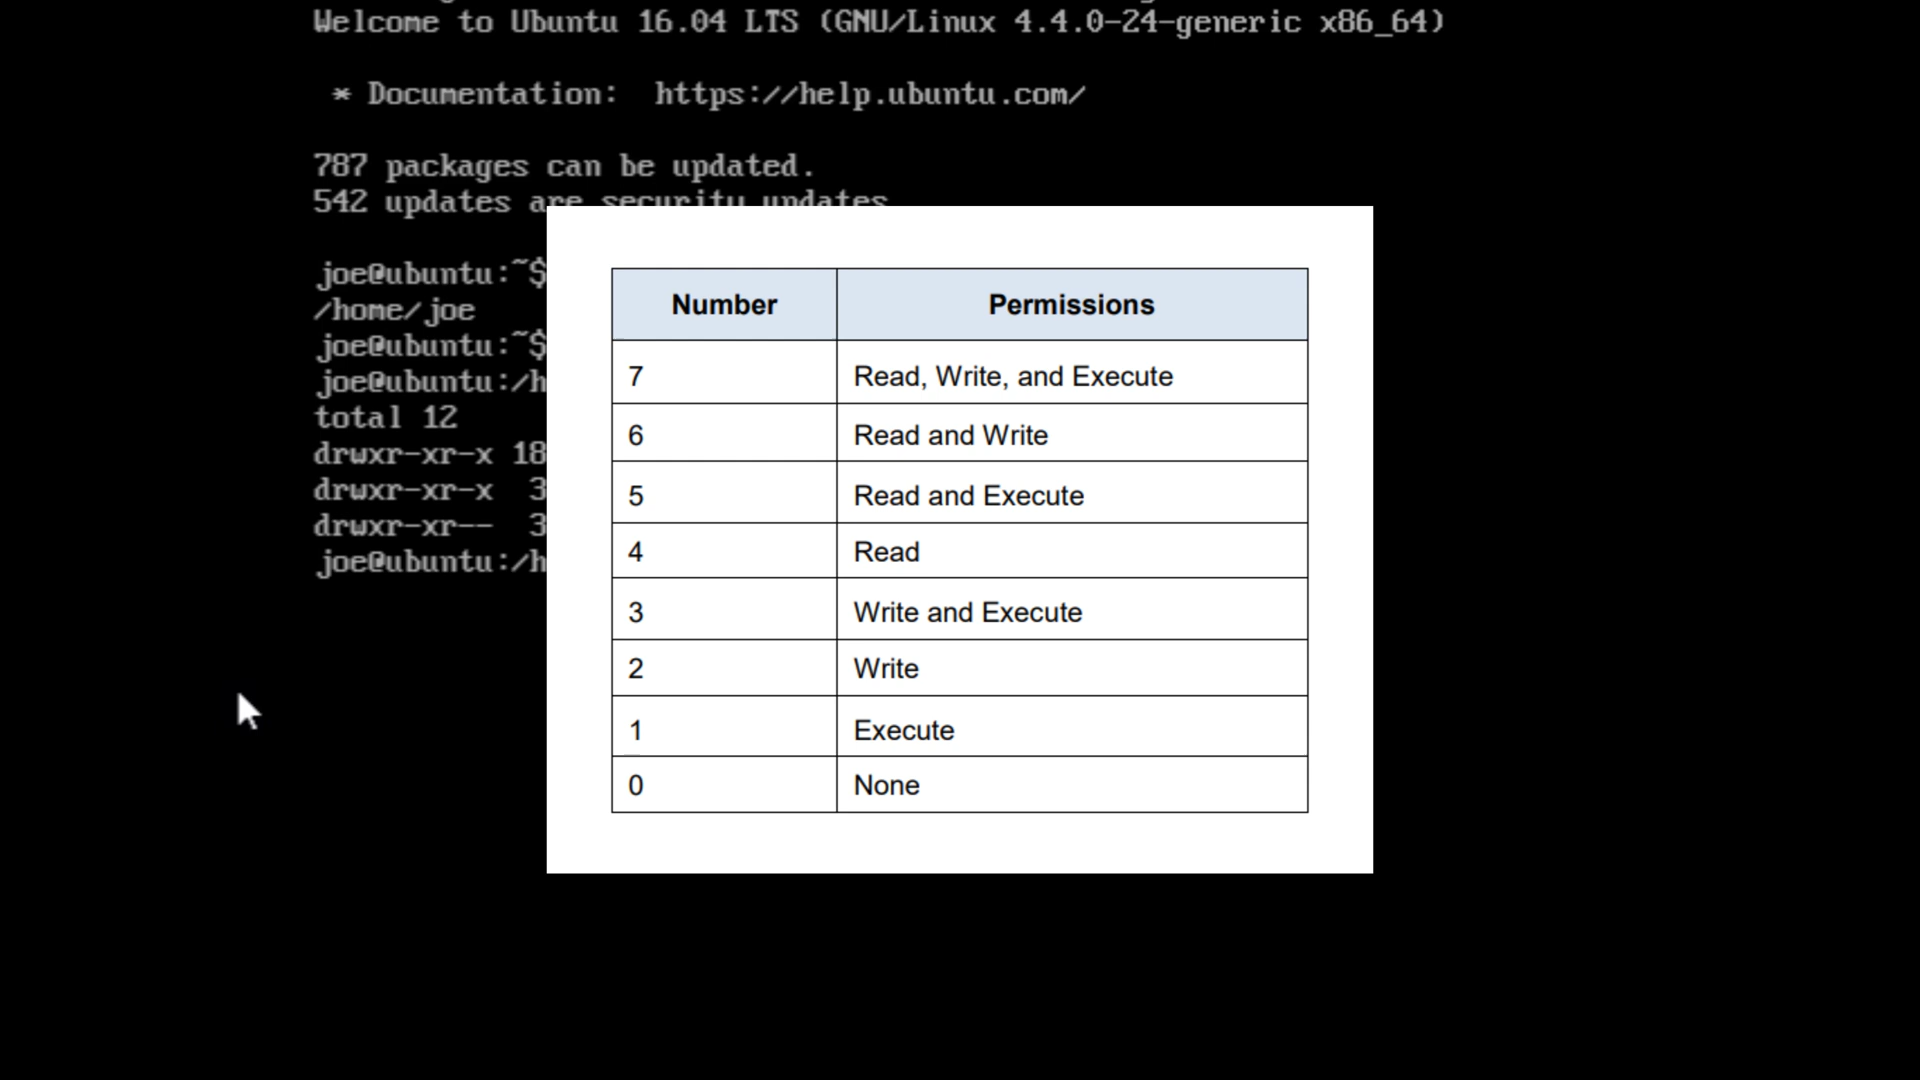 Welcome to Ubuntu 16.04 LTS (GNU/Linux 4.4.0-24-generic x86_64)
* Documentation:  https://help.ubuntu.com/
787 packages can be updated.
542 updates are security updates
joe@ubuntu:~$
/home/joe
joe@ubuntu:~$
joe@ubuntu:/h
total 12
drwxr-xr-x 18
drwxr-xr-x  3
drwxr-xr--  3
joe@ubuntu:/h
Number Permissions
7 Read, Write, and Execute
6 Read and Write
5 Read and Execute
4 Read
3 Write and Execute
2 Write
1 Execute
0 None